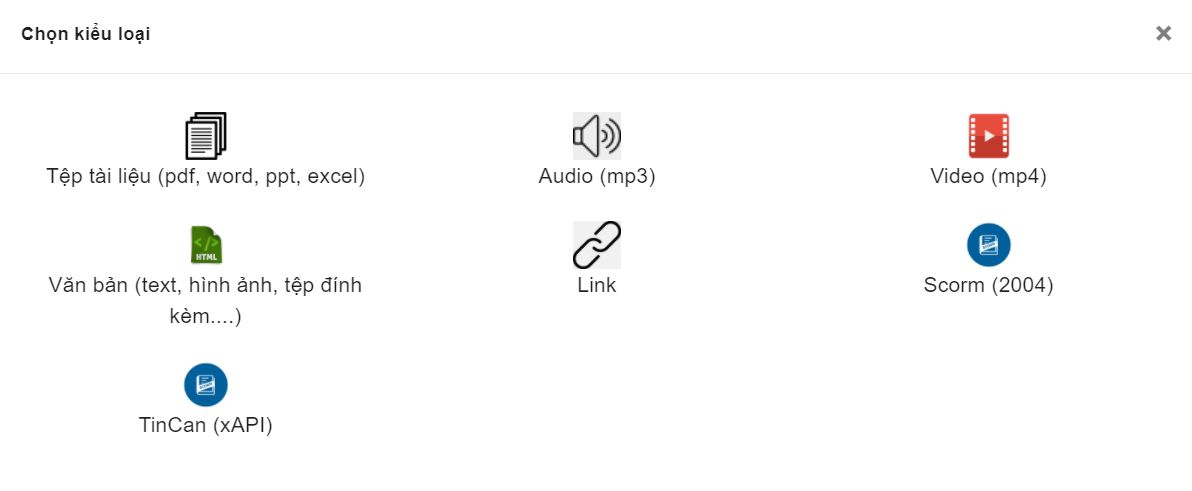 Chọn kiểu loại
Tệp tài liệu (pdf, word, ppt, excel)
Audio (mp3)
Video (mp4)
HTML
Văn bản (text, hình ảnh, tệp đính
kèm....)
Link
Scorm (2004)
TinCan (xAPI)